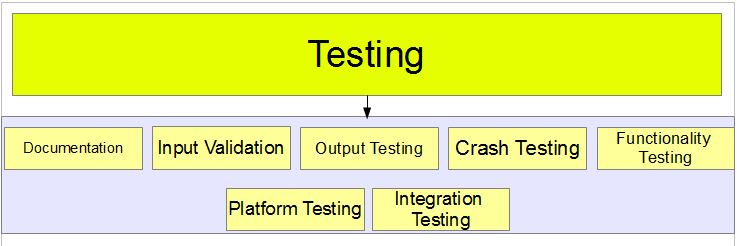 Testing
Documentation
Input Validation
Output Testing
Crash Testing
Functionality
Testing
Platform Testing
Integration
Testing